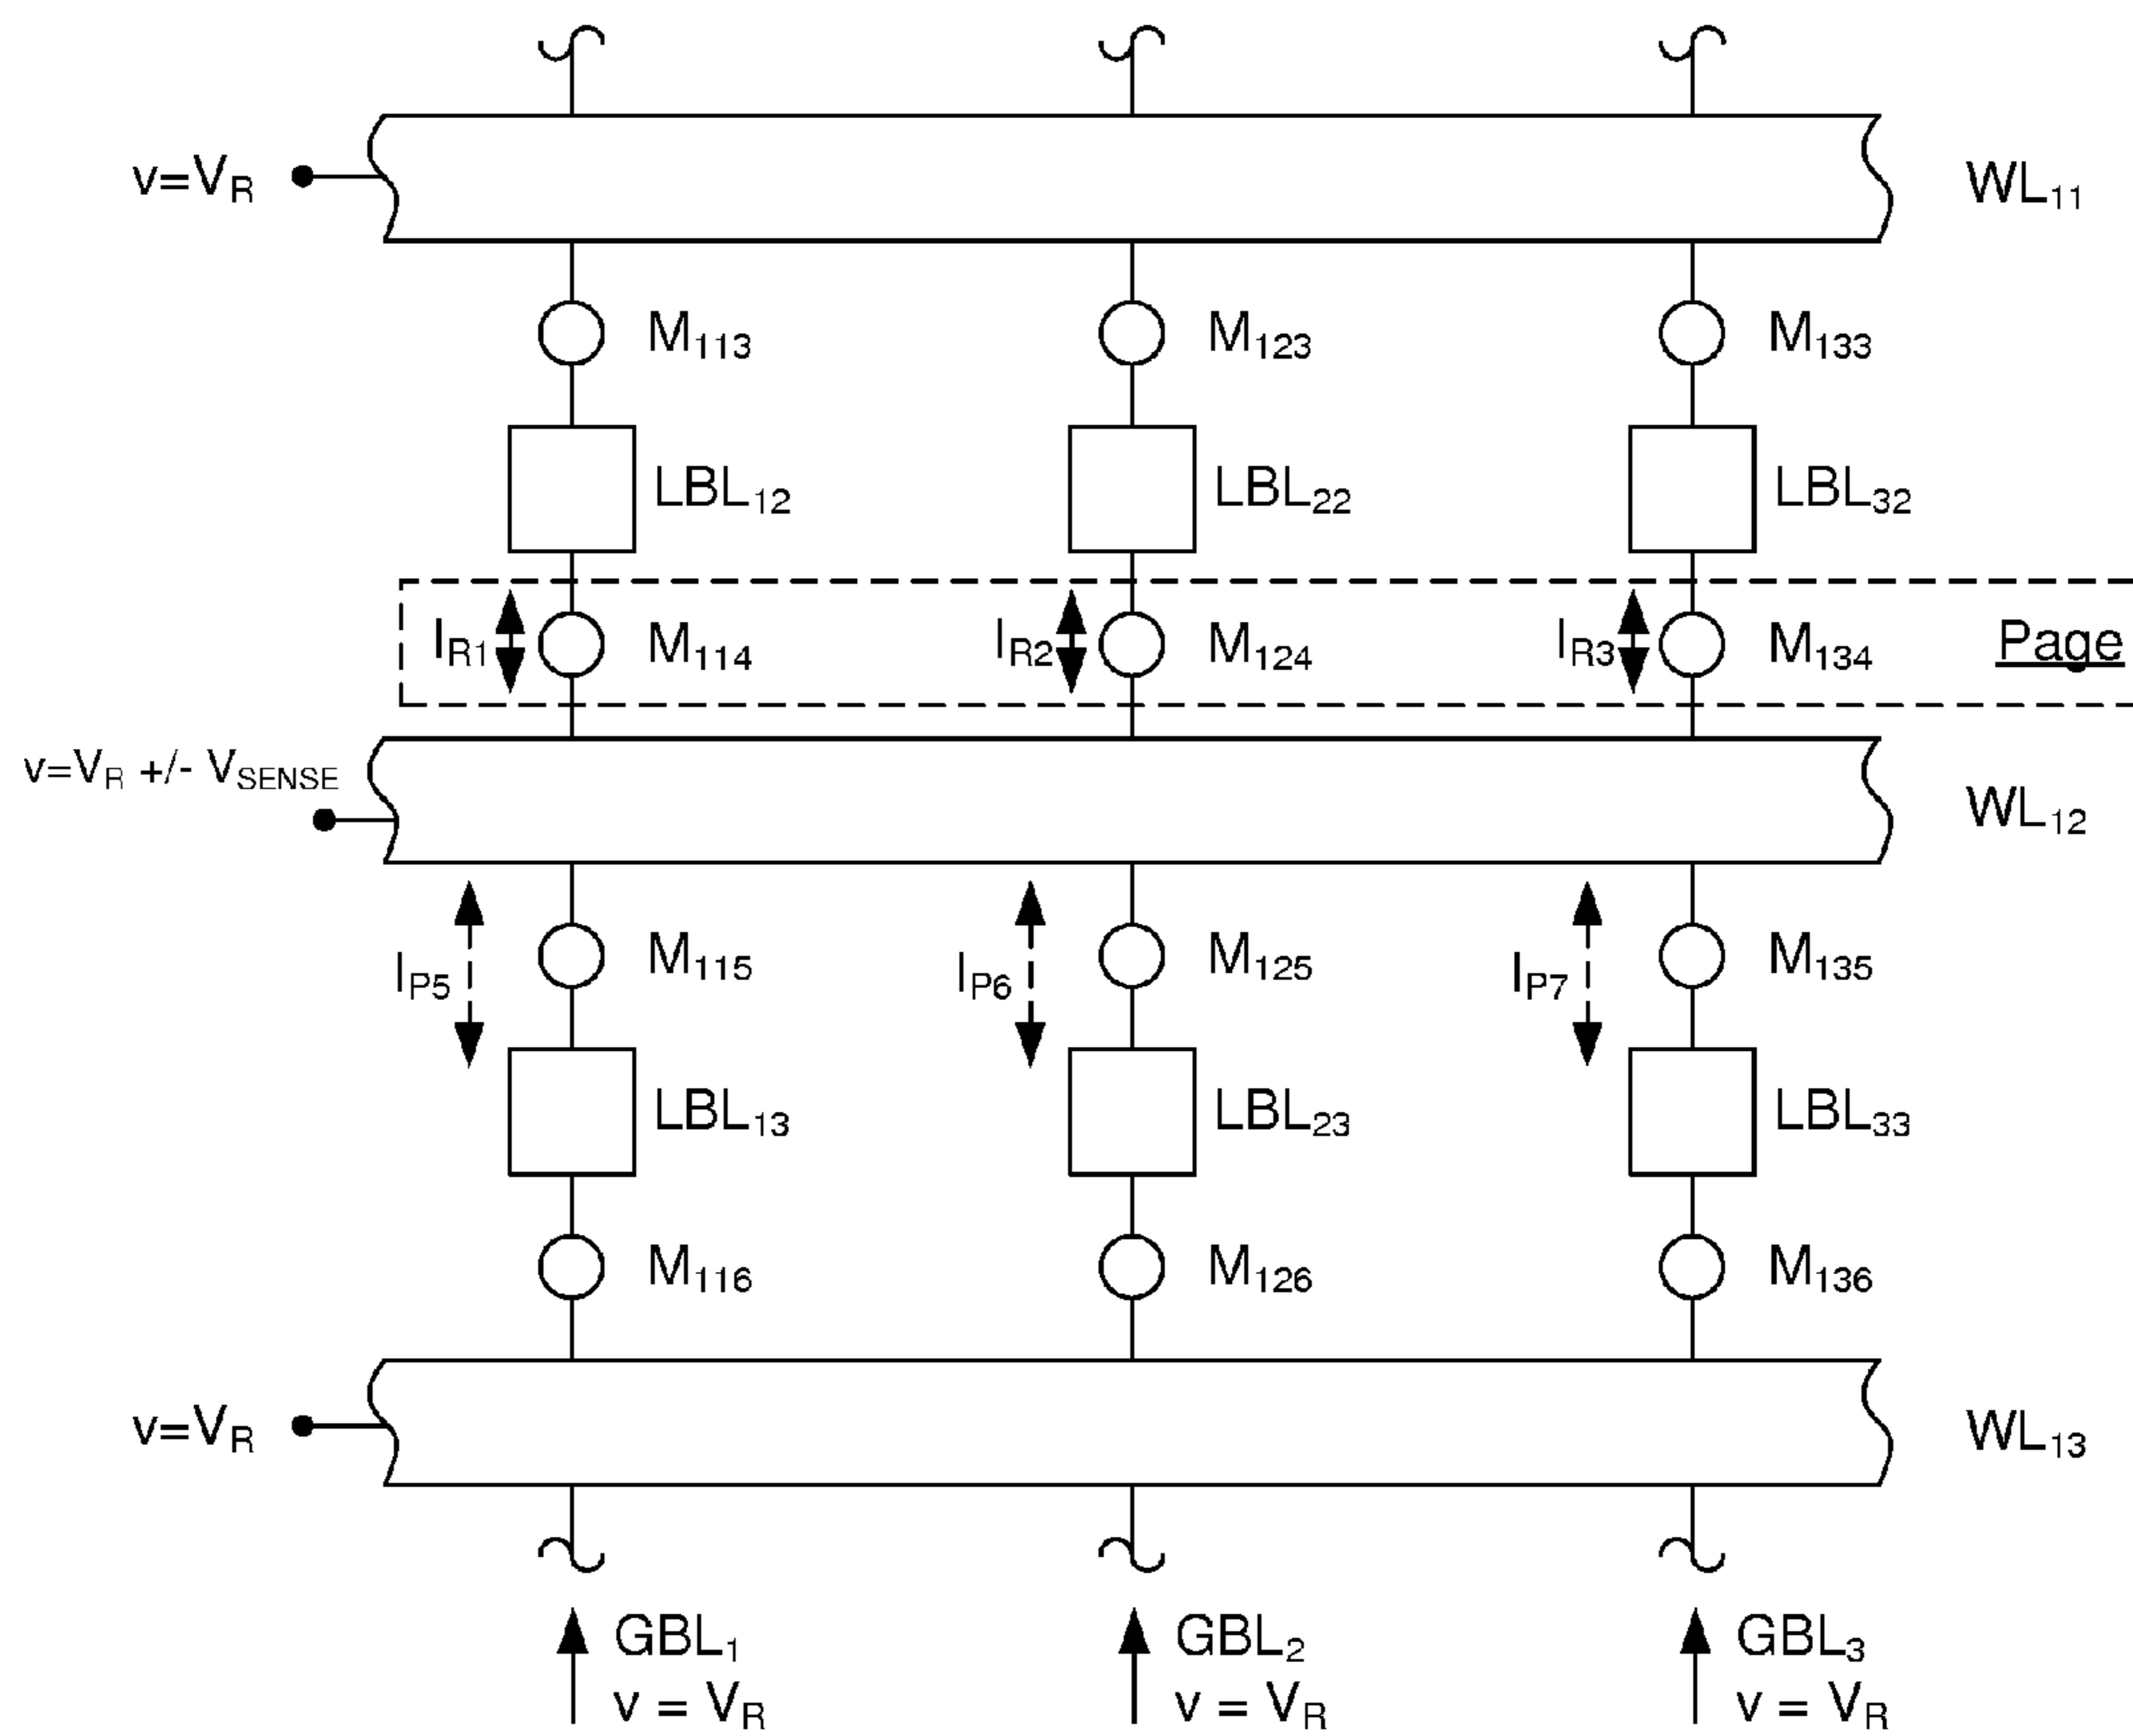 v=V_R WL_11
M_113 M_123 M_133
LBL_12 LBL_22 LBL_32
I_R1 M_114 I_R2 M_124 I_R3 M_134 Page
v=V_R +/- V_SENSE WL_12
M_115 M_125 M_135
I_P5 I_P6 I_P7
LBL_13 LBL_23 LBL_33
M_116 M_126 M_136
v=V_R WL_13
GBL_1 GBL_2 GBL_3
v = V_R v = V_R v = V_R